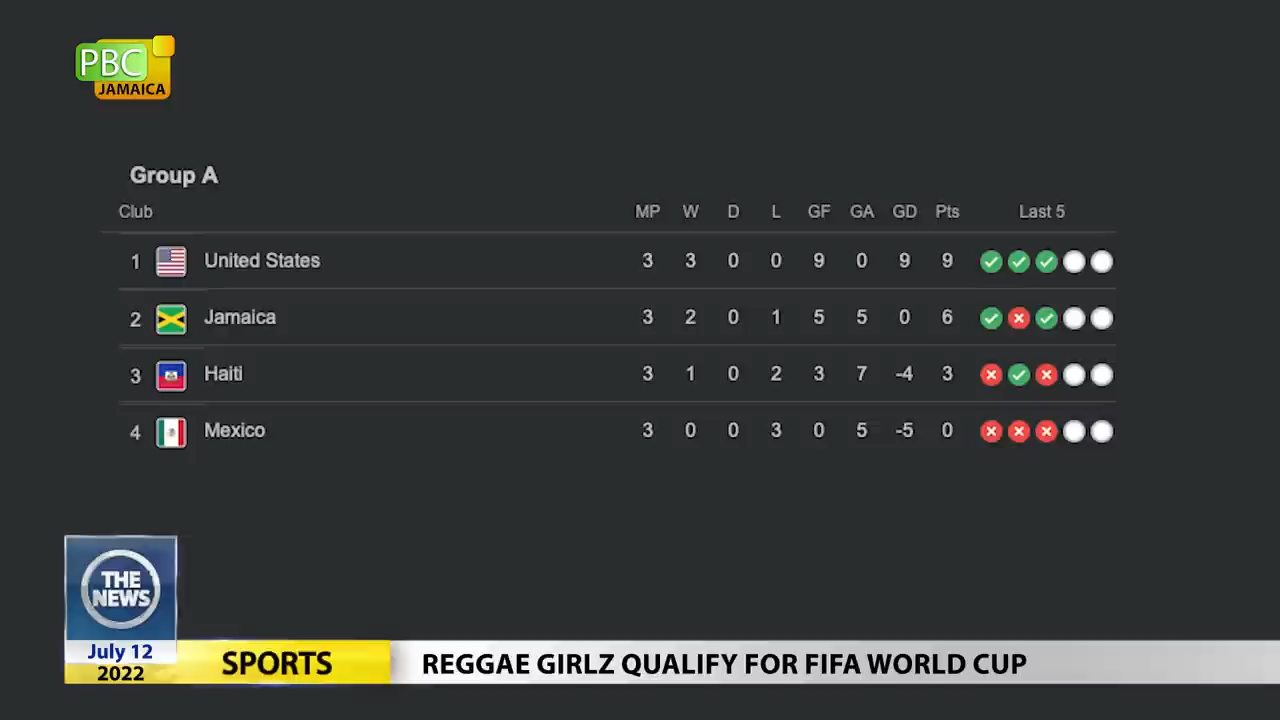 PBC
JAMAICA
Group A
Club MP W D L GF GA GD Pts Last 5
1 United States 3 3 0 0 9 0 9 9
2 Jamaica 3 2 0 1 5 5 0 6
3 Haiti 3 1 0 2 3 7 -4 3
4 Mexico 3 0 0 3 0 5 -5 0
THE
NEWS
July 12
2022
SPORTS
REGGAE GIRLZ QUALIFY FOR FIFA WORLD CUP